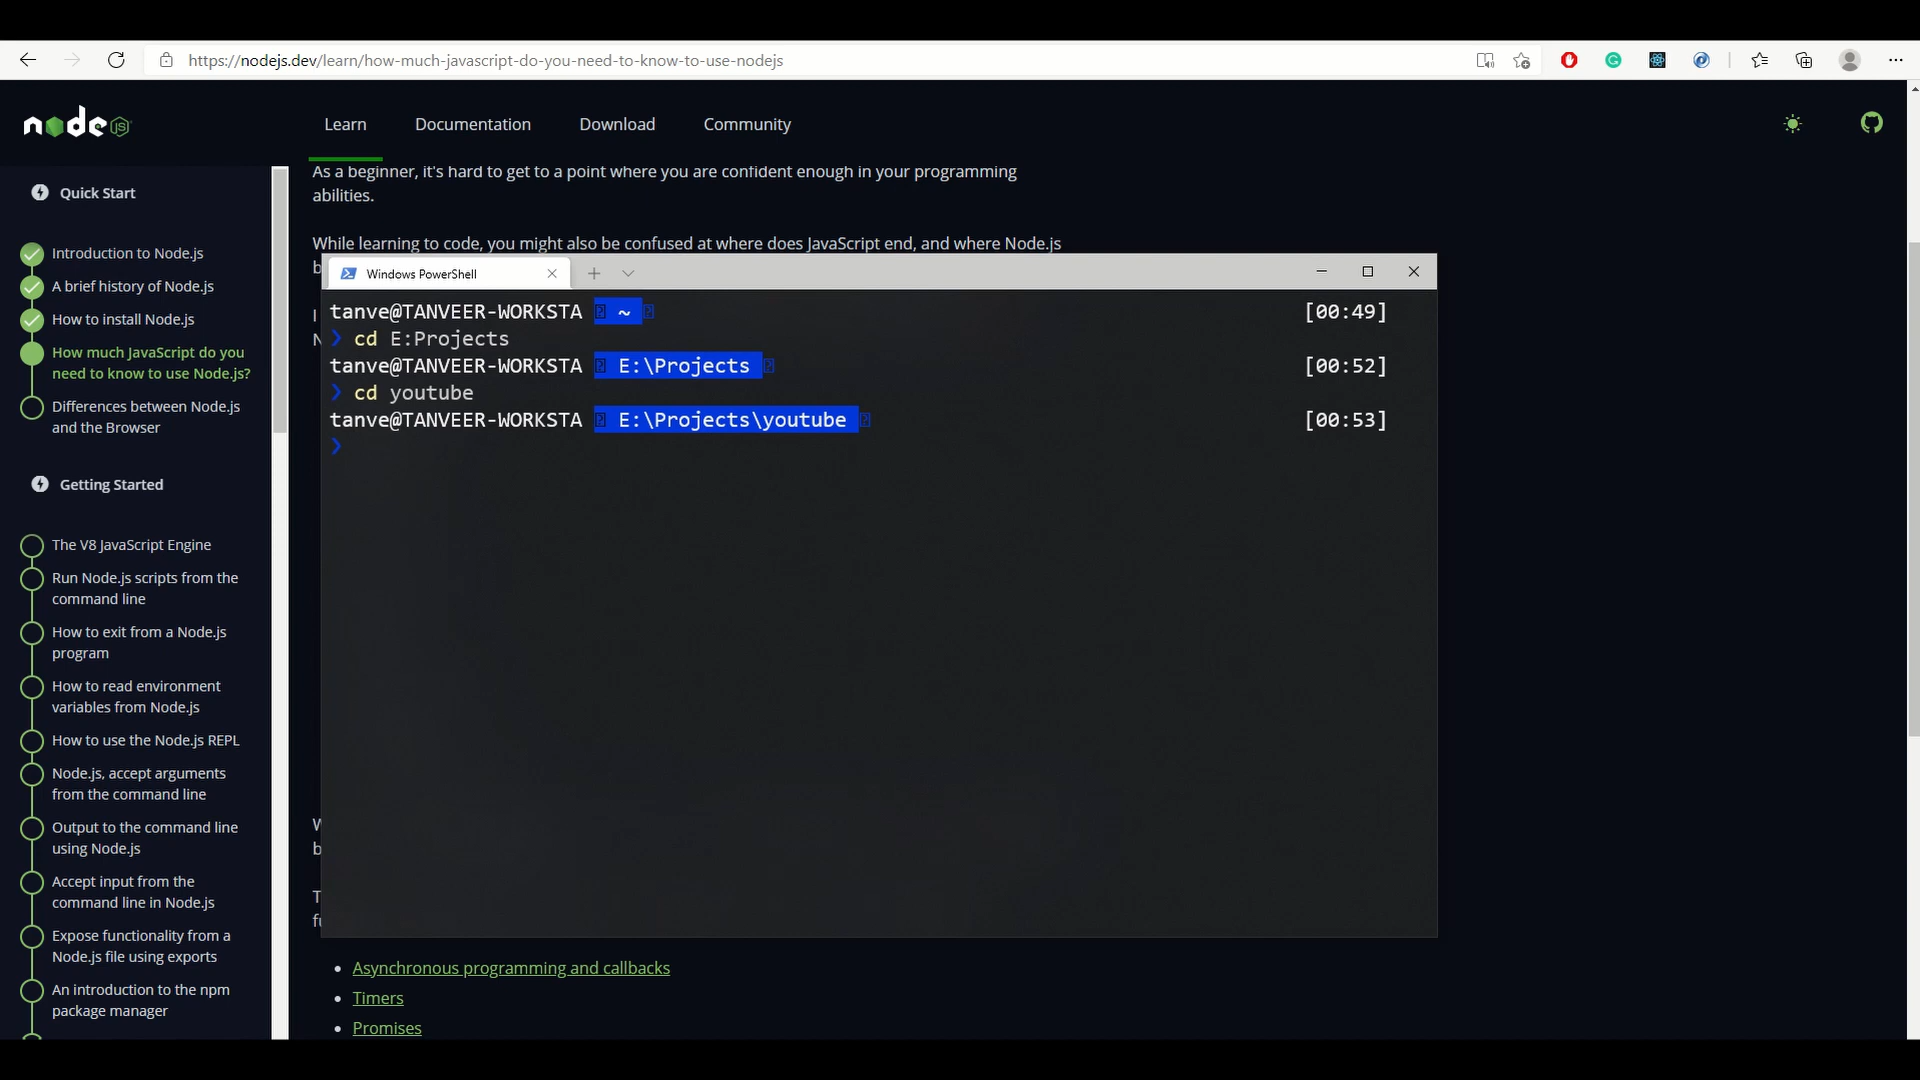 https://nodejs.dev/learn/how-much-javascript-do-you-need-to-know-to-use-nodejs
node JS
Learn
Documentation
Download
Community
Quick Start
Introduction to Node.js
A brief history of Node.js
How to install Node.js
How much JavaScript do you
need to know to use Node.js?
Differences between Node.js
and the Browser
Getting Started
The V8 JavaScript Engine
Run Node.js scripts from the
command line
How to exit from a Node.js
program
How to read environment
variables from Node.js
How to use the Node.js REPL
Node.js, accept arguments
from the command line
Output to the command line
using Node.js
Accept input from the
command line in Node.js
Expose functionality from a
Node.js file using exports
An introduction to the npm
package manager
As a beginner, it's hard to get to a point where you are confident enough in your programming
abilities.
While learning to code, you might also be confused at where does JavaScript end, and where Node.js
Windows PowerShell
tanve@TANVEER-WORKSTA ~ [00:49]
❯ cd E:Projects
tanve@TANVEER-WORKSTA E:\Projects [00:52]
❯ cd youtube
tanve@TANVEER-WORKSTA E:\Projects\youtube [00:53]
❯
Asynchronous programming and callbacks
Timers
Promises